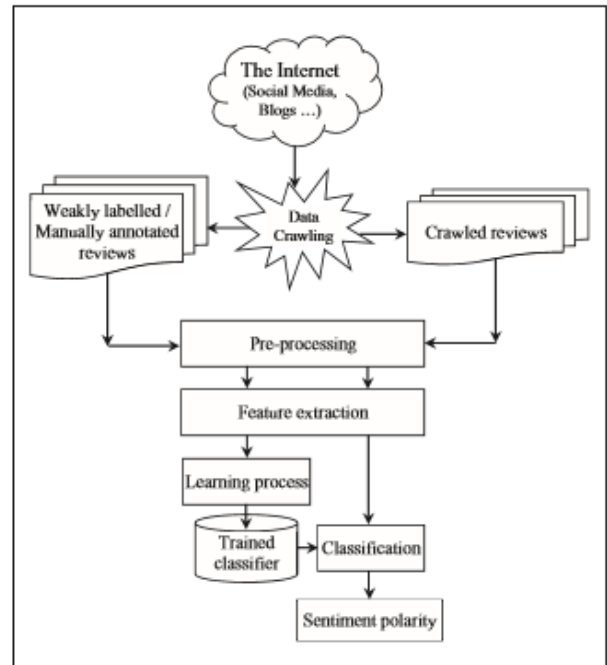 The Internet
(Social Media,
Blogs ...)
Data
Crawling
Weakly labelled /
Manually annotated
reviews
Crawled reviews
Pre-processing
Feature extraction
Learning process
Trained
classifier
Classification
Sentiment polarity